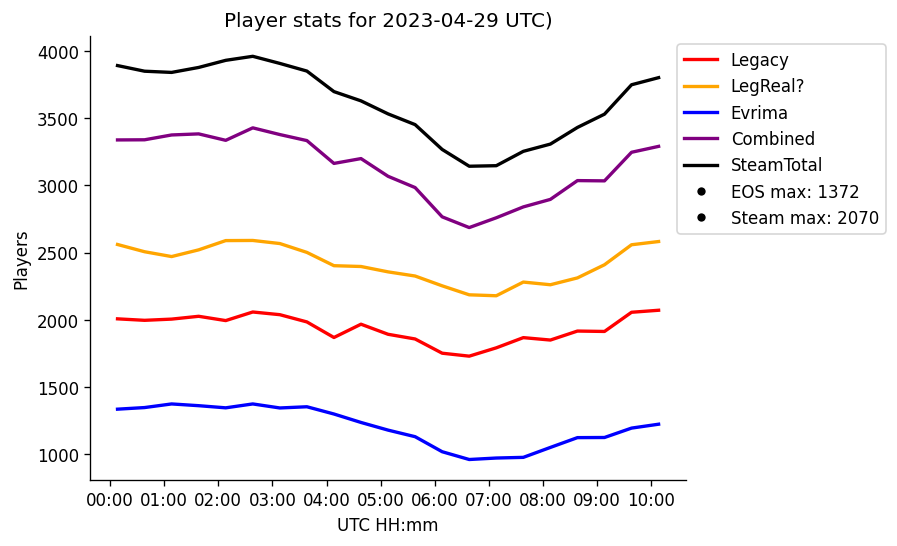 Player stats for 2023-04-29 UTC)
4000
3500
3000
2500
2000
1500
1000
Players
00:00 01:00 02:00 03:00 04:00 05:00 06:00 07:00 08:00 09:00 10:00
UTC HH:mm
Legacy
LegReal?
Evrima
Combined
SteamTotal
EOS max: 1372
Steam max: 2070